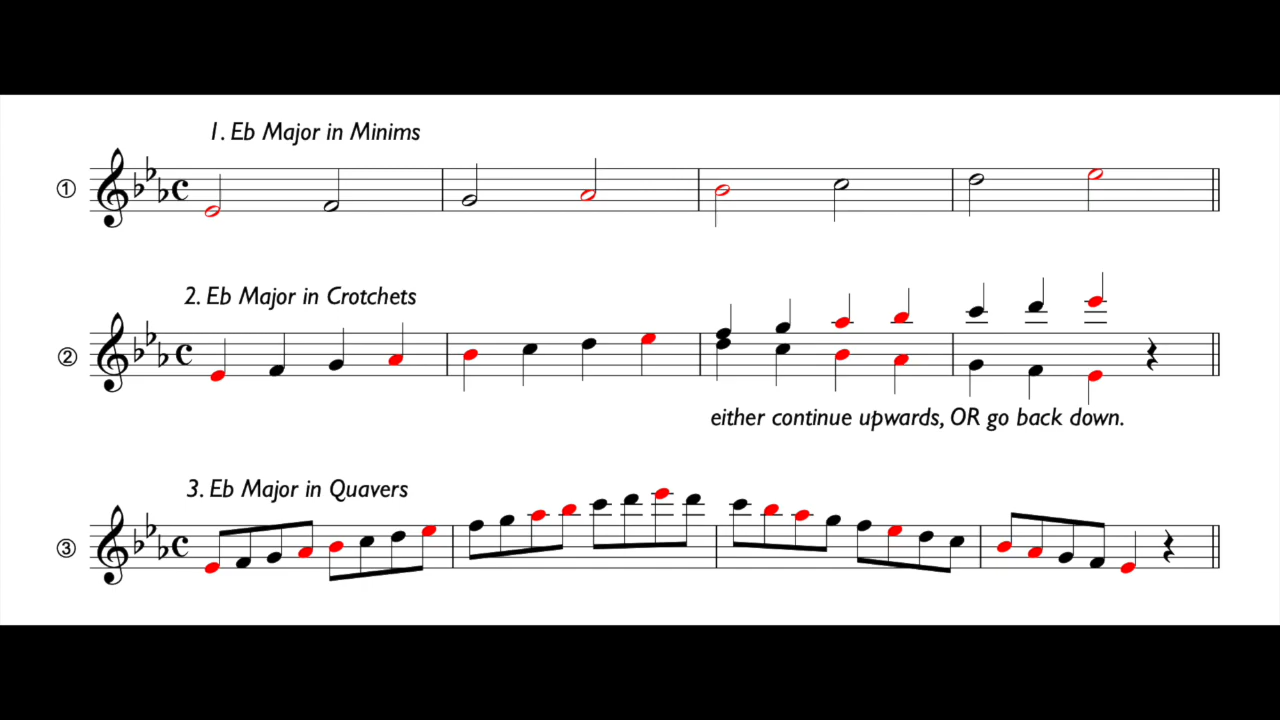 1. Eb Major in Minims
①
2. Eb Major in Crotchets
②
either continue upwards, OR go back down.
3. Eb Major in Quavers
③